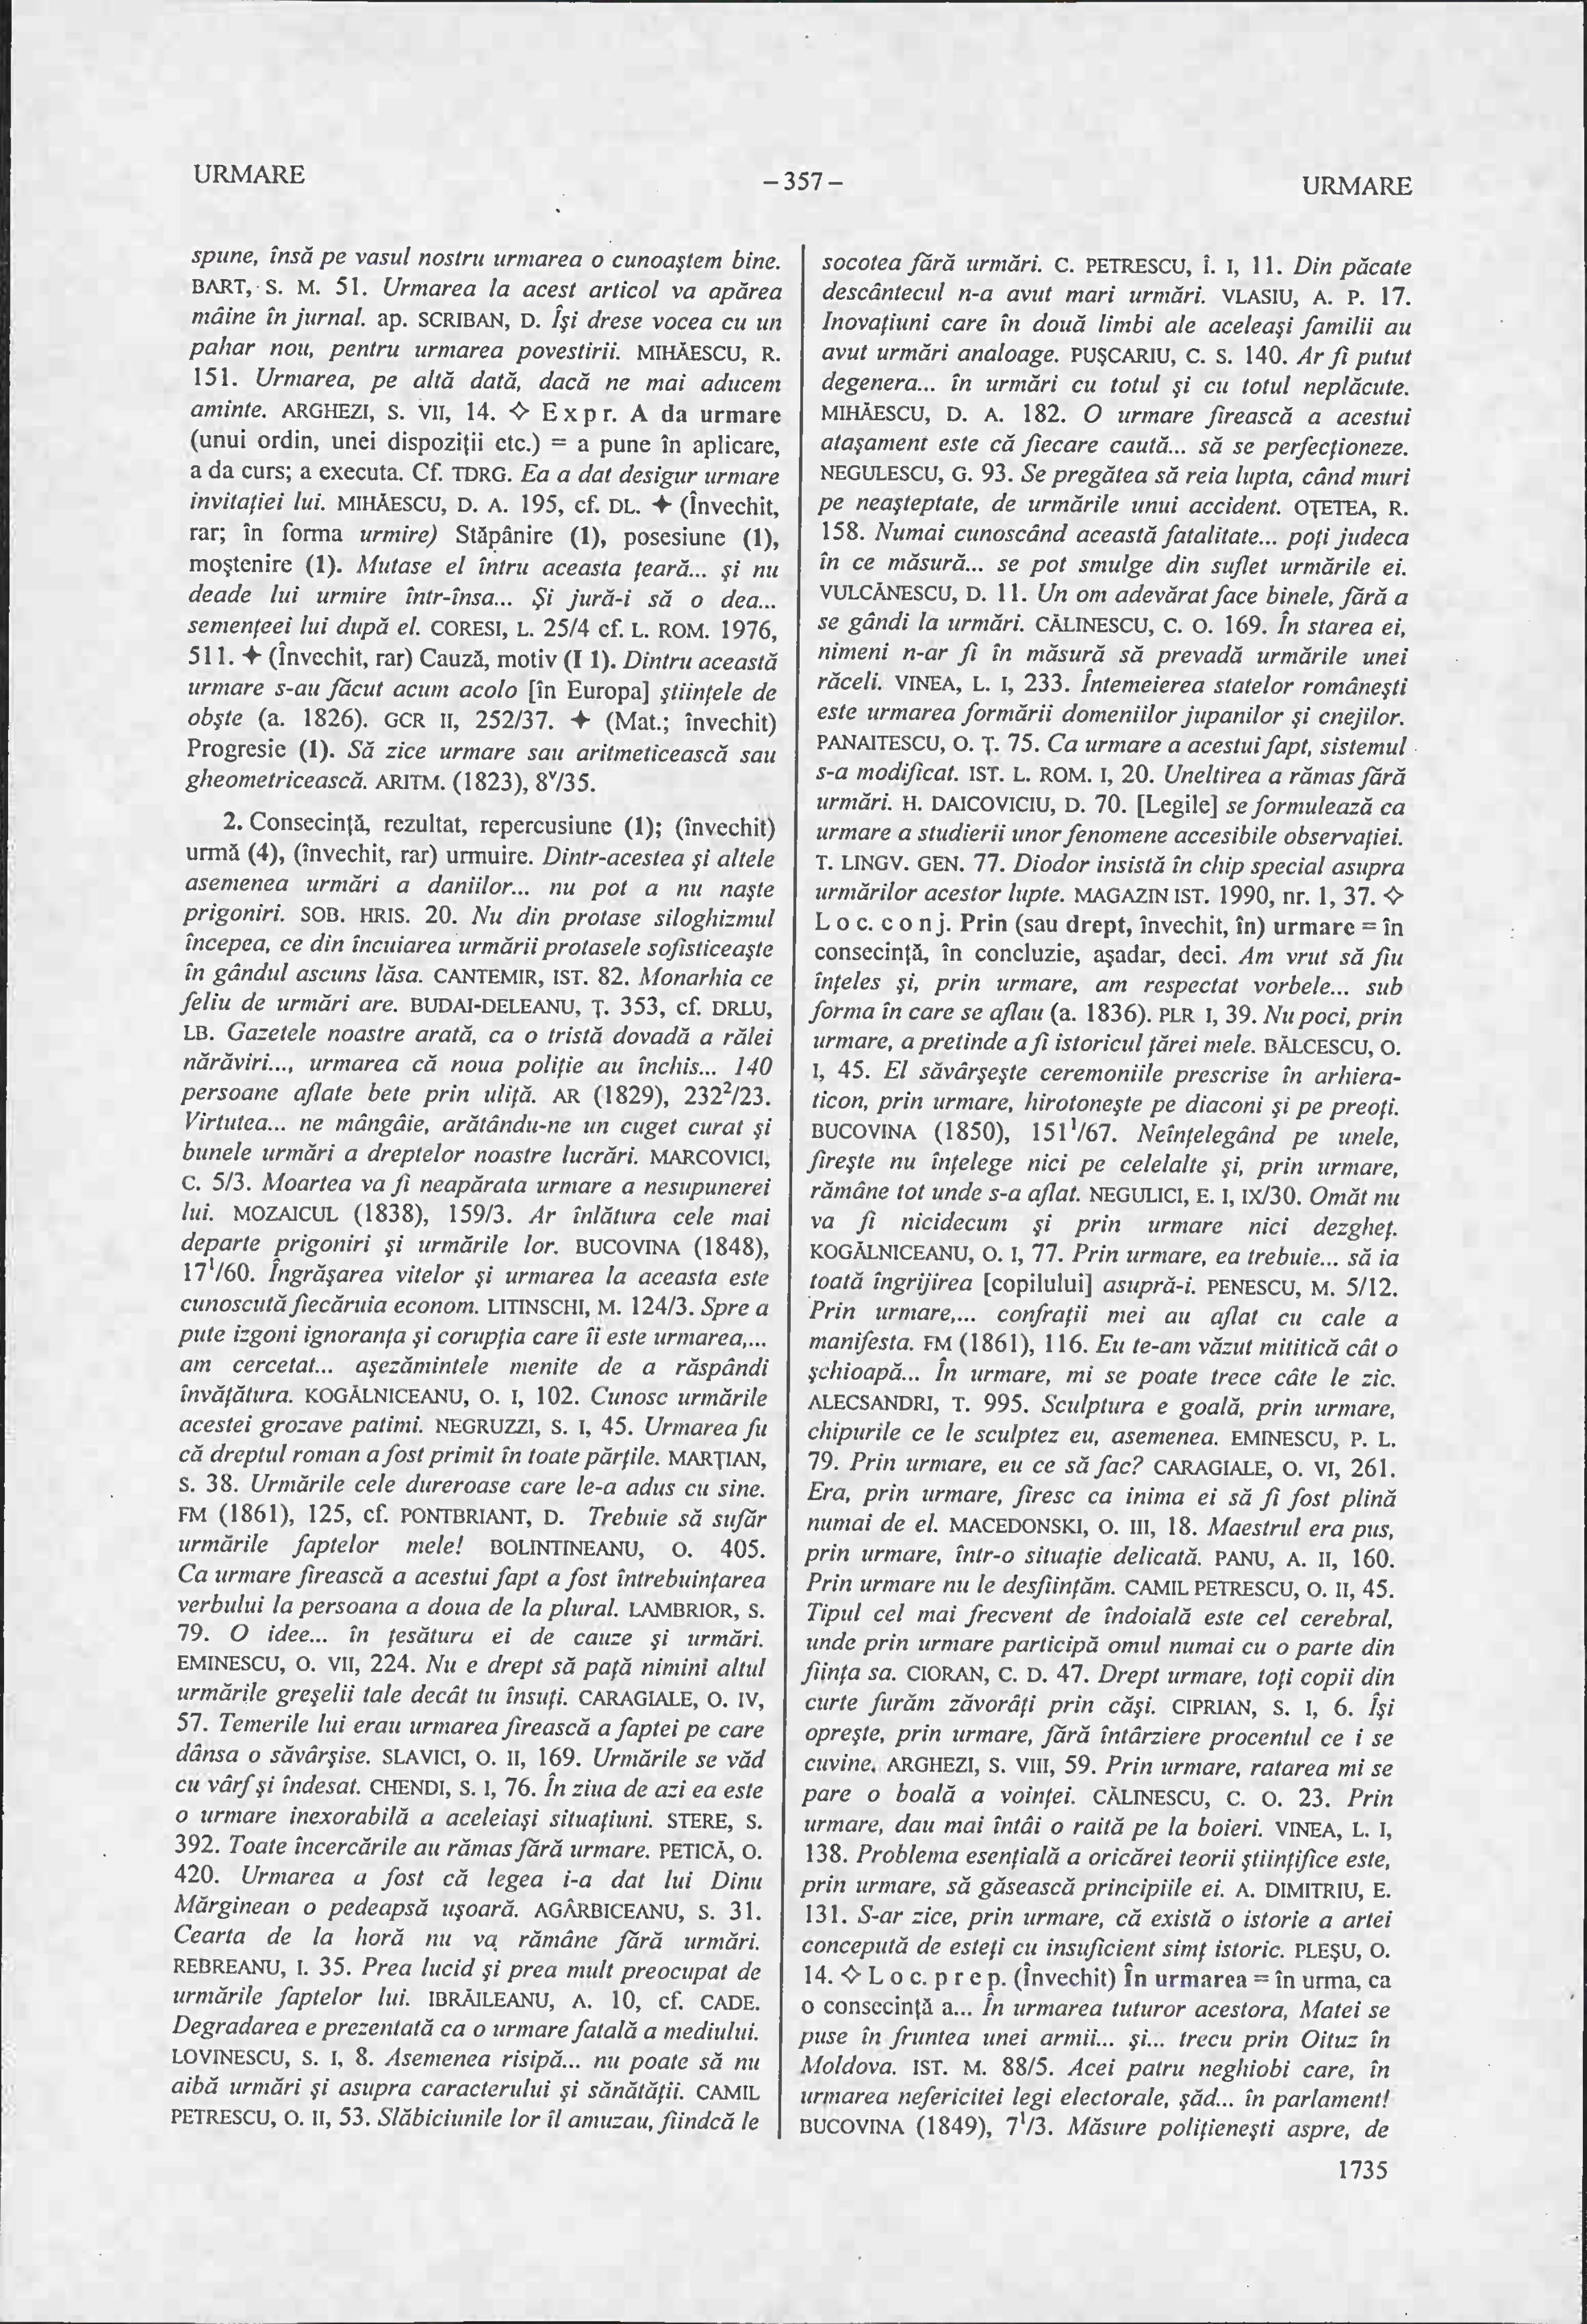 URMARE
– 357 –
URMARE
spune, însă pe vasul nostru urmarea o cunoaştem bine.
BART, S. M. 51. Urmarea la acest articol va apărea
mâine în jurnal. ap. SCRIBAN, D. Îşi drese vocea cu un
pahar nou, pentru urmarea povestirii. MIHĂESCU, R.
151. Urmarea, pe altă dată, dacă ne mai aducem
aminte. ARGHEZI, S. VII, 14. ✧ E x p r. A da urmare
(unui ordin, unei dispoziţii etc.) = a pune în aplicare,
a da curs; a executa. Cf. TDRG. Ea a dat desigur urmare
invitaţiei lui. MIHĂESCU, D. A. 195, cf. DL. ✦ (Învechit,
rar; în forma urmire) Stăpânire (1), posesiune (1),
moştenire (1). Mutase el întru aceasta ţeară... şi nu
deade lui urmire într-însa... Şi jură-i să o dea...
semenţeei lui după el. CORESI, L. 25/4 cf. L. ROM. 1976,
511. ✦ (Învechit, rar) Cauză, motiv (I 1). Dintru această
urmare s-au făcut acum acolo [în Europa] ştiinţele de
obşte (a. 1826). GCR II, 252/37. ✦ (Mat.; învechit)
Progresie (1). Să zice urmare sau aritmeticească sau
gheometricească. ARITM. (1823), 8ᵛ/35.
2. Consecinţă, rezultat, repercusiune (1); (învechit)
urmă (4), (învechit, rar) urmuire. Dintr-acestea şi altele
asemenea urmări a daniilor... nu pot a nu naşte
prigoniri. SOB. HRIS. 20. Nu din protase siloghizmul
începea, ce din încuiarea urmării protasele sofisticeaşte
în gândul ascuns lăsa. CANTEMIR, IST. 82. Monarhia ce
feliu de urmări are. BUDAI-DELEANU, Ţ. 353, cf. DRLU,
LB. Gazetele noastre arată, ca o tristă dovadă a rălei
nărăviri..., urmarea că noua poliţie au închis... 140
persoane aflate bete prin uliţă. AR (1829), 232²/23.
Virtutea... ne mângâie, arătându-ne un cuget curat şi
bunele urmări a dreptelor noastre lucrări. MARCOVICI,
C. 5/3. Moartea va fi neapărata urmare a nesupunerei
lui. MOZAICUL (1838), 159/3. Ar înlătura cele mai
departe prigoniri şi urmările lor. BUCOVINA (1848),
17¹/60. Îngrăşarea vitelor şi urmarea la aceasta este
cunoscută fiecăruia econom. LITINSCHI, M. 124/3. Spre a
pute izgoni ignoranţa şi corupţia care îi este urmarea,...
am cercetat... aşezămintele menite de a răspândi
învăţătura. KOGĂLNICEANU, O. I, 102. Cunosc urmările
acestei grozave patimi. NEGRUZZI, S. I, 45. Urmarea fu
că dreptul roman a fost primit în toate părţile. MARŢIAN,
S. 38. Urmările cele dureroase care le-a adus cu sine.
FM (1861), 125, cf. PONTBRIANT, D. Trebuie să sufăr
urmările faptelor mele! BOLINTINEANU, O. 405.
Ca urmare firească a acestui fapt a fost întrebuinţarea
verbului la persoana a doua de la plural. LAMBRIOR, S.
79. O idee... în ţesătura ei de cauze şi urmări.
EMINESCU, O. VII, 224. Nu e drept să paţă nimini altul
urmările greşelii tale decât tu însuţi. CARAGIALE, O. IV,
57. Temerile lui erau urmarea firească a faptei pe care
dânsa o săvârşise. SLAVICI, O. II, 169. Urmările se văd
cu vârf şi îndesat. CHENDI, S. I, 76. În ziua de azi ea este
o urmare inexorabilă a aceleiaşi situaţiuni. STERE, S.
392. Toate încercările au rămas fără urmare. PETICĂ, O.
420. Urmarea a fost că legea i-a dat lui Dinu
Mărginean o pedeapsă uşoară. AGÂRBICEANU, S. 31.
Cearta de la horă nu va rămâne fără urmări.
REBREANU, I. 35. Prea lucid şi prea mult preocupat de
urmările faptelor lui. IBRĂILEANU, A. 10, cf. CADE.
Degradarea e prezentată ca o urmare fatală a mediului.
LOVINESCU, S. I, 8. Asemenea risipă... nu poate să nu
aibă urmări şi asupra caracterului şi sănătăţii. CAMIL
PETRESCU, O. II, 53. Slăbiciunile lor îl amuzau, fiindcă le
socotea fără urmări. C. PETRESCU, Î. I, 11. Din păcate
descântecul n-a avut mari urmări. VLASIU, A. P. 17.
Inovaţiuni care în două limbi ale aceleaşi familii au
avut urmări analoage. PUŞCARIU, C. S. 140. Ar fi putut
degenera... în urmări cu totul şi cu totul neplăcute.
MIHĂESCU, D. A. 182. O urmare firească a acestui
ataşament este că fiecare caută... să se perfecţioneze.
NEGULESCU, G. 93. Se pregătea să reia lupta, când muri
pe neaşteptate, de urmările unui accident. OŢETEA, R.
158. Numai cunoscând această fatalitate... poţi judeca
în ce măsură... se pot smulge din suflet urmările ei.
VULCĂNESCU, D. 11. Un om adevărat face binele, fără a
se gândi la urmări. CĂLINESCU, C. O. 169. În starea ei,
nimeni n-ar fi în măsură să prevadă urmările unei
răceli. VINEA, L. I, 233. Întemeierea statelor româneşti
este urmarea formării domeniilor jupanilor şi cnejilor.
PANAITESCU, O. Ţ. 75. Ca urmare a acestui fapt, sistemul
s-a modificat. IST. L. ROM. I, 20. Uneltirea a rămas fără
urmări. H. DAICOVICIU, D. 70. [Legile] se formulează ca
urmare a studierii unor fenomene accesibile observaţiei.
T. LINGV. GEN. 77. Diodor insistă în chip special asupra
urmărilor acestor lupte. MAGAZIN IST. 1990, nr. 1, 37. ✧
L o c. c o n j. Prin (sau drept, învechit, în) urmare = în
consecinţă, în concluzie, aşadar, deci. Am vrut să fiu
înţeles şi, prin urmare, am respectat vorbele... sub
forma în care se aflau (a. 1836). PLR I, 39. Nu poci, prin
urmare, a pretinde a fi istoricul ţărei mele. BĂLCESCU, O.
I, 45. El săvârşeşte ceremoniile prescrise în arhiera-
ticon, prin urmare, hirotoneşte pe diaconi şi pe preoţi.
BUCOVINA (1850), 151¹/67. Neînţelegând pe unele,
fireşte nu înţelege nici pe celelalte şi, prin urmare,
rămâne tot unde s-a aflat. NEGULICI, E. I, IX/30. Omăt nu
va fi nicidecum şi prin urmare nici dezgheţ.
KOGĂLNICEANU, O. I, 77. Prin urmare, ea trebuie... să ia
toată îngrijirea [copilului] asupră-i. PENESCU, M. 5/12.
Prin urmare,... confraţii mei au aflat cu cale a
manifesta. FM (1861), 116. Eu te-am văzut mititică cât o
şchioapă... În urmare, mi se poate trece câte le zic.
ALECSANDRI, T. 995. Sculptura e goală, prin urmare,
chipurile ce le sculptez eu, asemenea. EMINESCU, P. L.
79. Prin urmare, eu ce să fac? CARAGIALE, O. VI, 261.
Era, prin urmare, firesc ca inima ei să fi fost plină
numai de el. MACEDONSKI, O. III, 18. Maestrul era pus,
prin urmare, într-o situaţie delicată. PANU, A. II, 160.
Prin urmare nu le desfiinţăm. CAMIL PETRESCU, O. II, 45.
Tipul cel mai frecvent de îndoială este cel cerebral,
unde prin urmare participă omul numai cu o parte din
fiinţa sa. CIORAN, C. D. 47. Drept urmare, toţi copii din
curte furăm zăvorâţi prin căşi. CIPRIAN, S. I, 6. Îşi
opreşte, prin urmare, fără întârziere procentul ce i se
cuvine. ARGHEZI, S. VIII, 59. Prin urmare, ratarea mi se
pare o boală a voinţei. CĂLINESCU, C. O. 23. Prin
urmare, dau mai întâi o raită pe la boieri. VINEA, L. I,
138. Problema esenţială a oricărei teorii ştiinţifice este,
prin urmare, să găsească principiile ei. A. DIMITRIU, E.
131. S-ar zice, prin urmare, că există o istorie a artei
concepută de esteţi cu insuficient simţ istoric. PLEŞU, O.
14. ✧ L o c. p r e p. (Învechit) În urmarea = în urma, ca
o consecinţă a... În urmarea tuturor acestora, Matei se
puse în fruntea unei armii... şi... trecu prin Oituz în
Moldova. IST. M. 88/5. Acei patru neghiobi care, în
urmarea nefericitei legi electorale, şăd... în parlament!
BUCOVINA (1849), 7¹/3. Măsure poliţieneşti aspre, de
1735